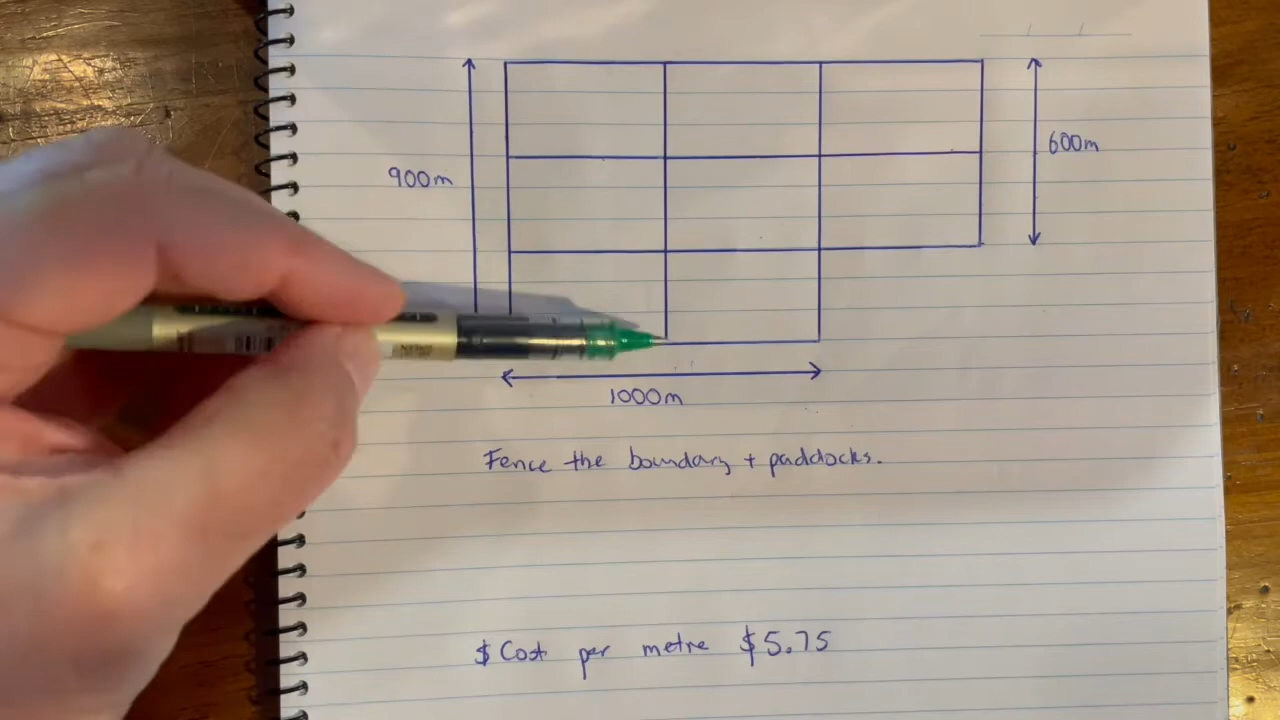 900m
600m
1000m
Fence the boundary + paddocks.
$ Cost per metre $5.75